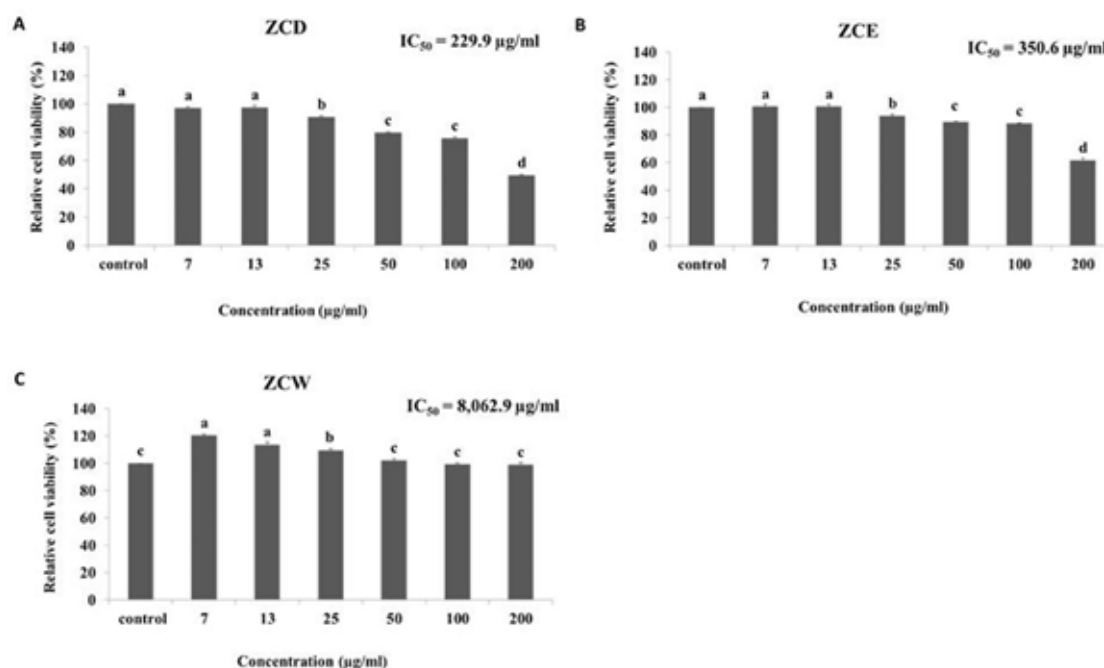 A
ZCD
IC₅₀ = 229.9 µg/ml
Relative cell viability (%)
140
120
100
80
60
40
20
0
a
a
a
b
c
c
d
control 7 13 25 50 100 200
Concentration (µg/ml)
B
ZCE
IC₅₀ = 350.6 µg/ml
Relative cell viability (%)
140
120
100
80
60
40
20
0
a
a
a
b
c
c
d
control 7 13 25 50 100 200
Concentration (µg/ml)
C
ZCW
IC₅₀ = 8,062.9 µg/ml
Relative cell viability (%)
140
120
100
80
60
40
20
0
c
a
a
b
c
c
c
control 7 13 25 50 100 200
Concentration (µg/ml)